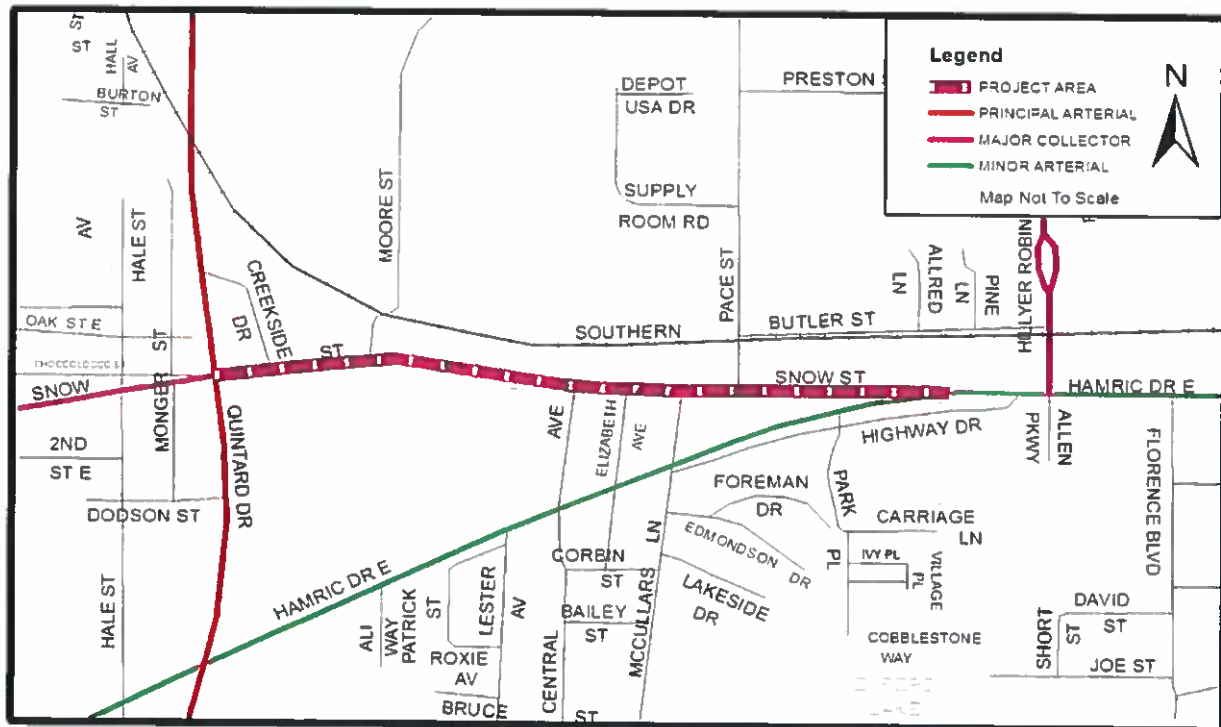 ST
ST
HALL
AV
BURTON
ST
Legend
PROJECT AREA
PRINCIPAL ARTERIAL
MAJOR COLLECTOR
MINOR ARTERIAL
Map Not To Scale
N
DEPOT
USA DR
PRESTON
SUPPLY
ROOM RD
MOORE ST
PACE ST
AV
HALE ST
CREEKSIDE
DR
ALLRED
LN
PINE
LN
HILLYER ROBIN
OAK ST E
MONGER ST
ST
SOUTHERN
BUTLER ST
SNOW
SNOW ST
HAMRIC DR E
2ND
ST E
QUINTARD DR
AVE
ELIZABETH
AVE
HIGHWAY DR
ALLEN
PKWY
FLORENCE BLVD
DODSON ST
FOREMAN
DR
PARK
PL
CARRIAGE
LN
EDMONDSON DR
IVY PL
VILLAGE
PL
HAMRIC DR E
CORBIN
ST
LAKESIDE
DR
HALE ST
ALI
WAY
PATRICK
ST
LESTER
AV
BAILEY
ST
MCCULLARS LN
DAVID
ST
SHORT
ST
COBBLESTONE
WAY
ROXIE
AV
CENTRAL
JOE ST
BRUCE
ST